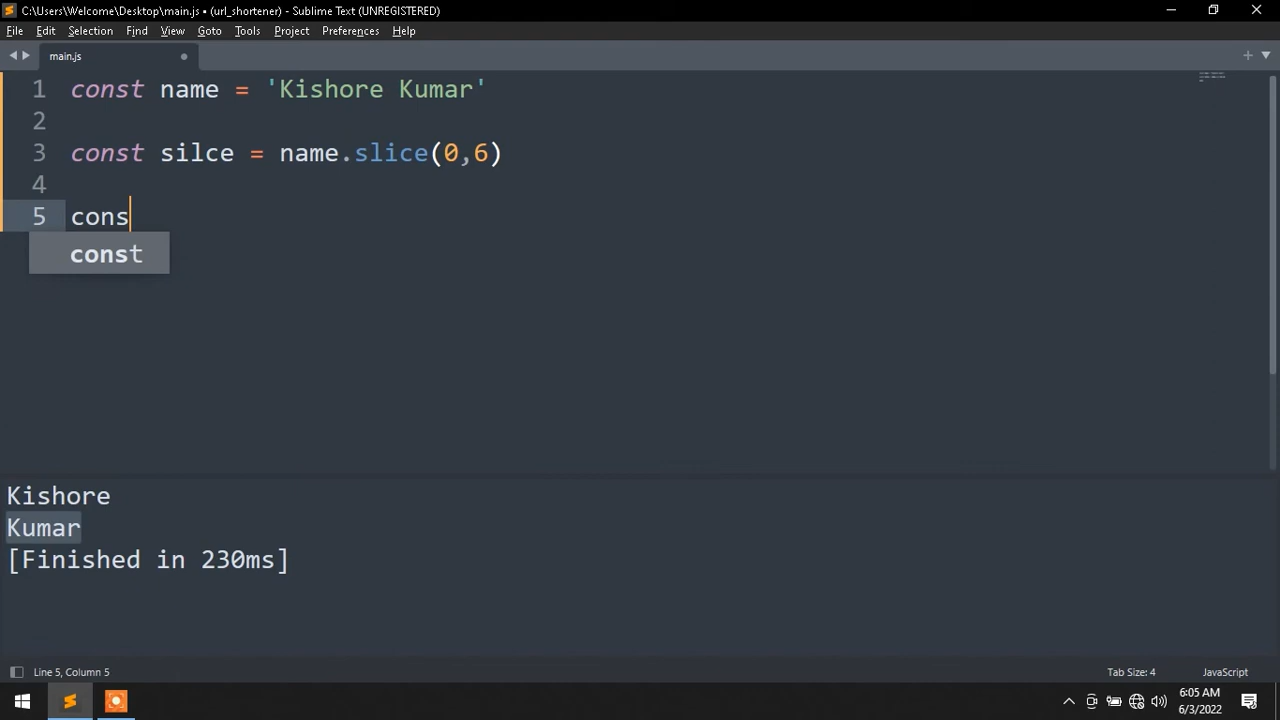 C:\Users\Welcome\Desktop\main.js • (url_shortener) - Sublime Text (UNREGISTERED)
File Edit Selection Find View Goto Tools Project Preferences Help
main.js
1 const name = 'Kishore Kumar'
2
3 const silce = name.slice(0,6)
4
5 cons
const
Kishore
Kumar
[Finished in 230ms]
Line 5, Column 5 Tab Size: 4 JavaScript
6:05 AM
6/3/2022